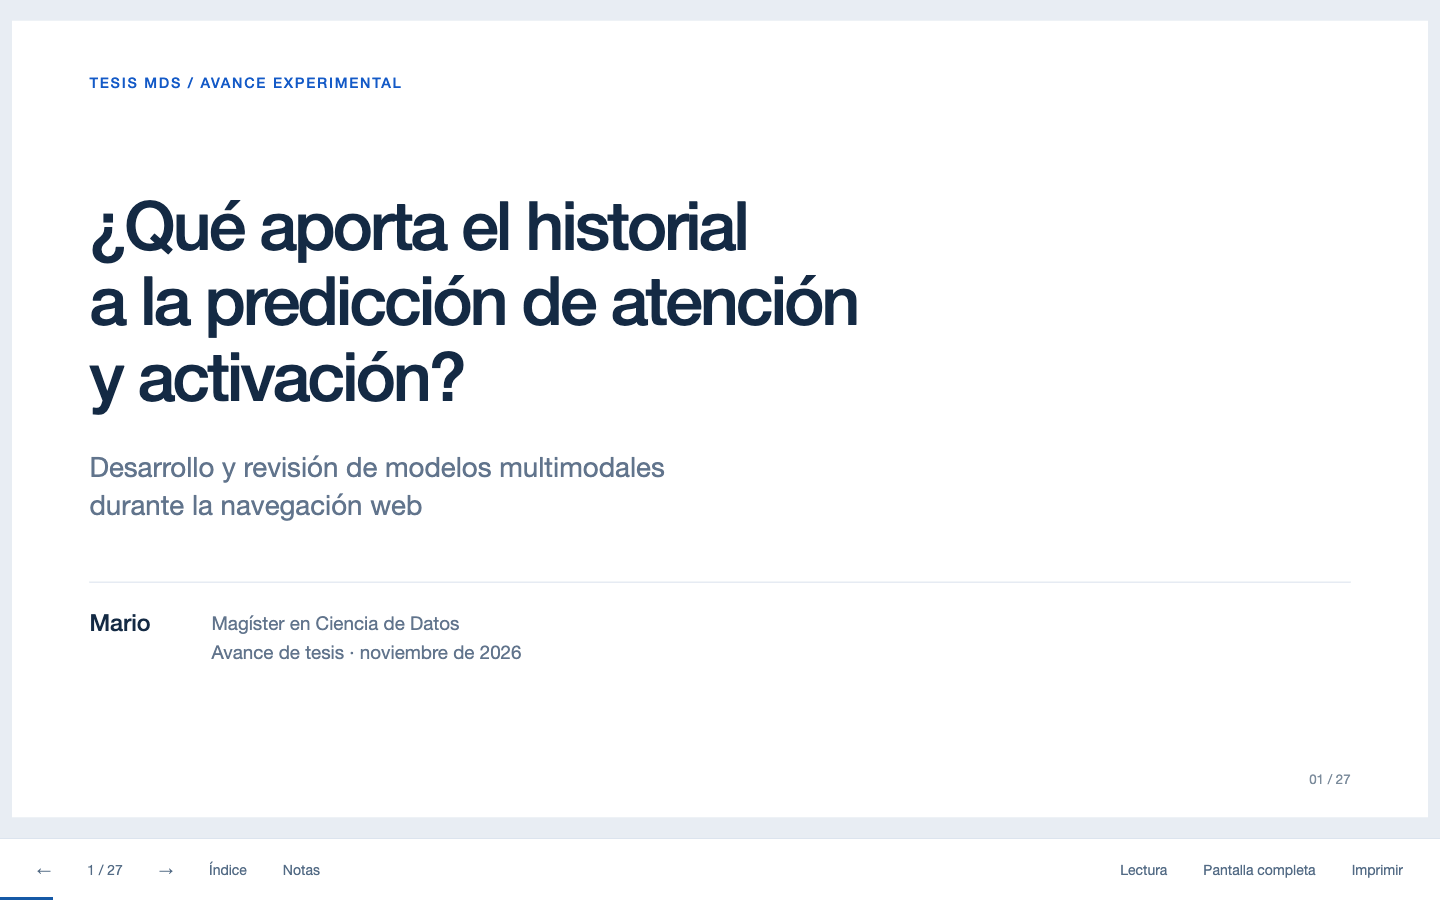 TESIS MDS / AVANCE EXPERIMENTAL
¿Qué aporta el historial
a la predicción de atención
y activación?
Desarrollo y revisión de modelos multimodales
durante la navegación web
Mario
Magíster en Ciencia de Datos
Avance de tesis · noviembre de 2026
01 / 27
← 1 / 27 → Índice Notas Lectura Pantalla completa Imprimir